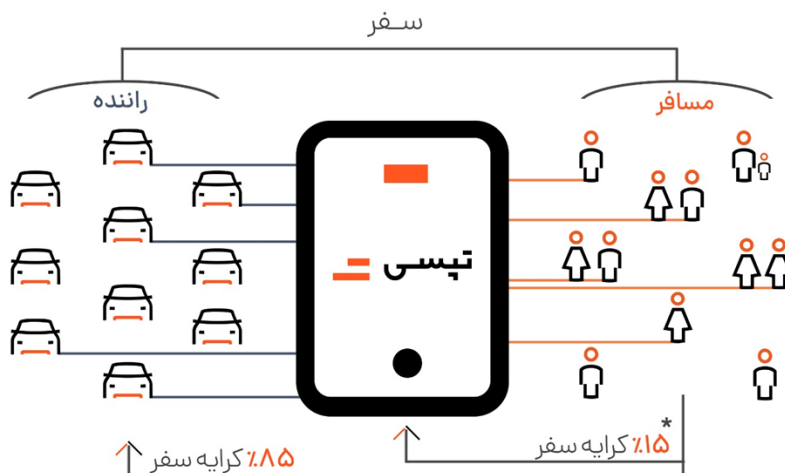 سفر
راننده
مسافر
تپسی
*
٪۸۵ کرایه سفر
٪۱۵ کرایه سفر